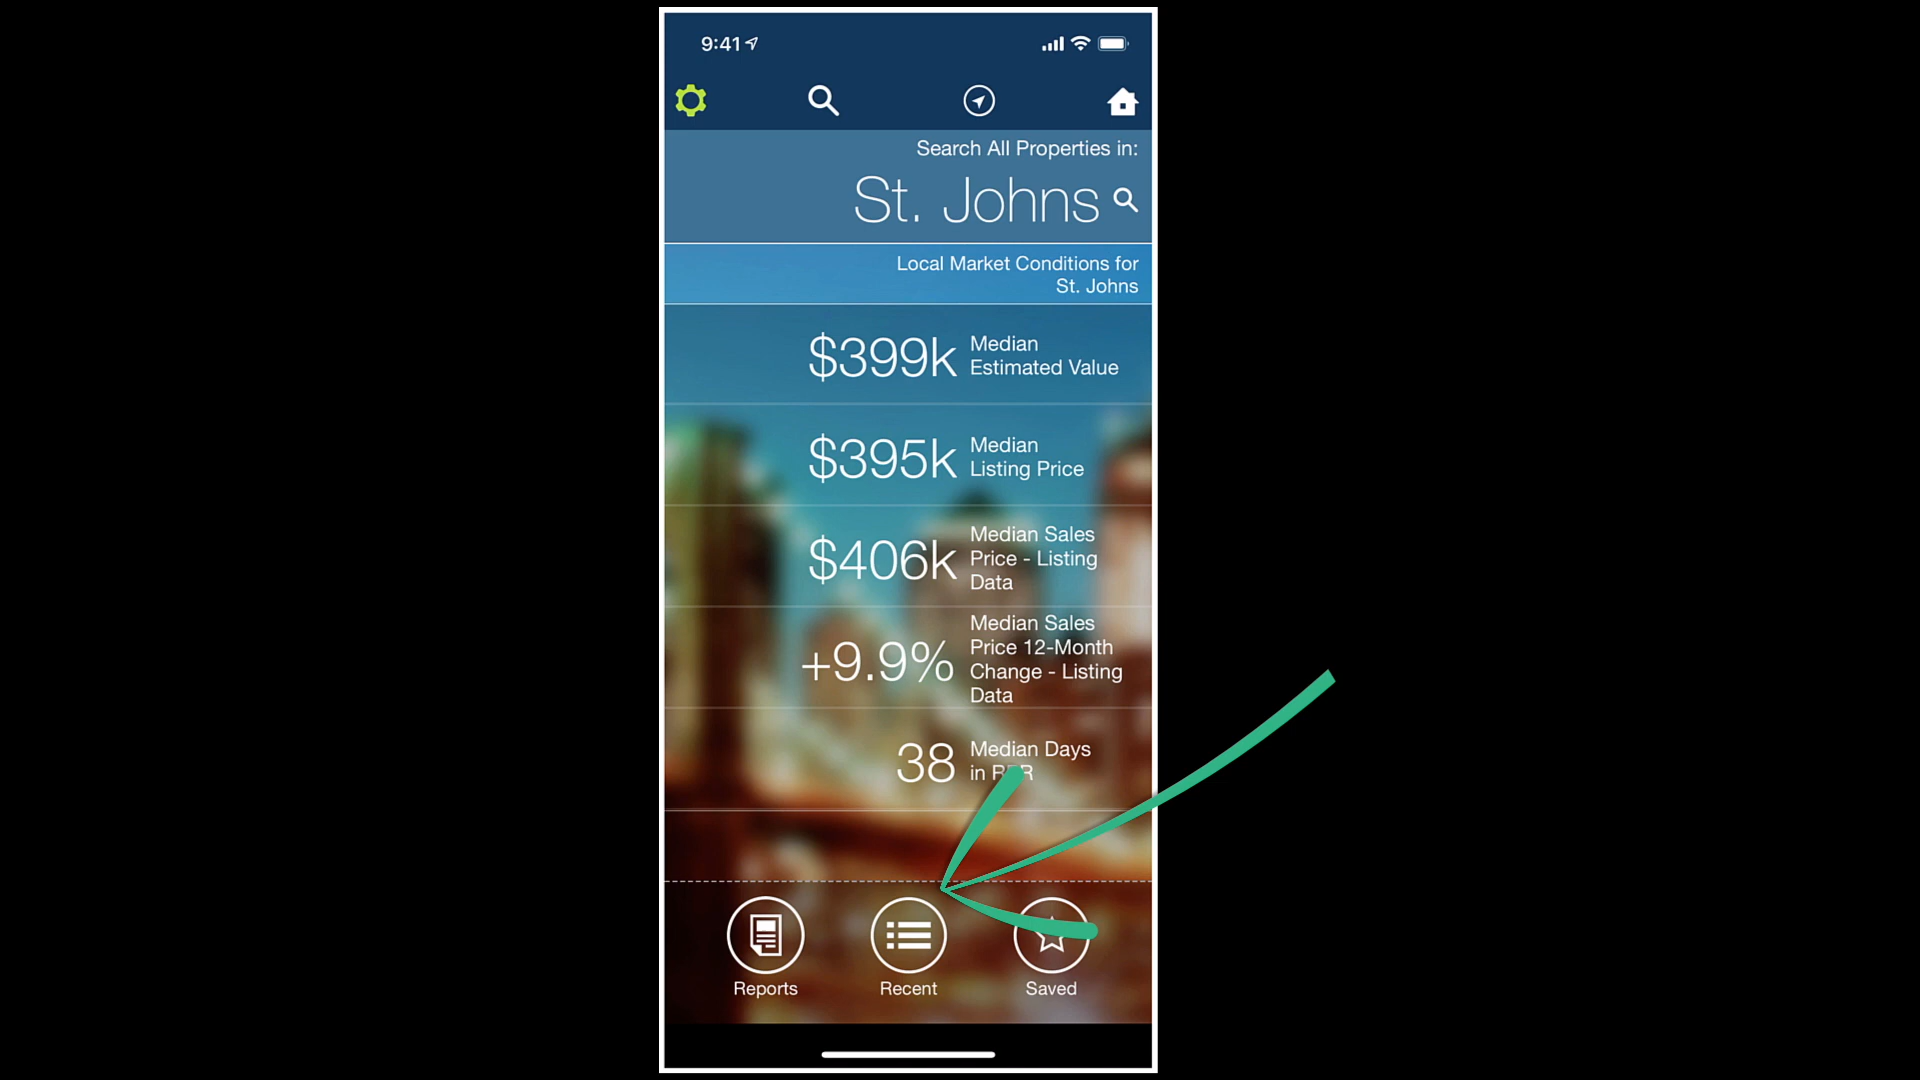 9:41
Search All Properties in:
St. Johns
Local Market Conditions for
St. Johns
$399k
Median
Estimated Value
$395k
Median
Listing Price
$406k
Median Sales
Price - Listing
Data
+9.9%
Median Sales
Price 12-Month
Change - Listing
Data
38
Median Days
in
Reports
Recent
Saved